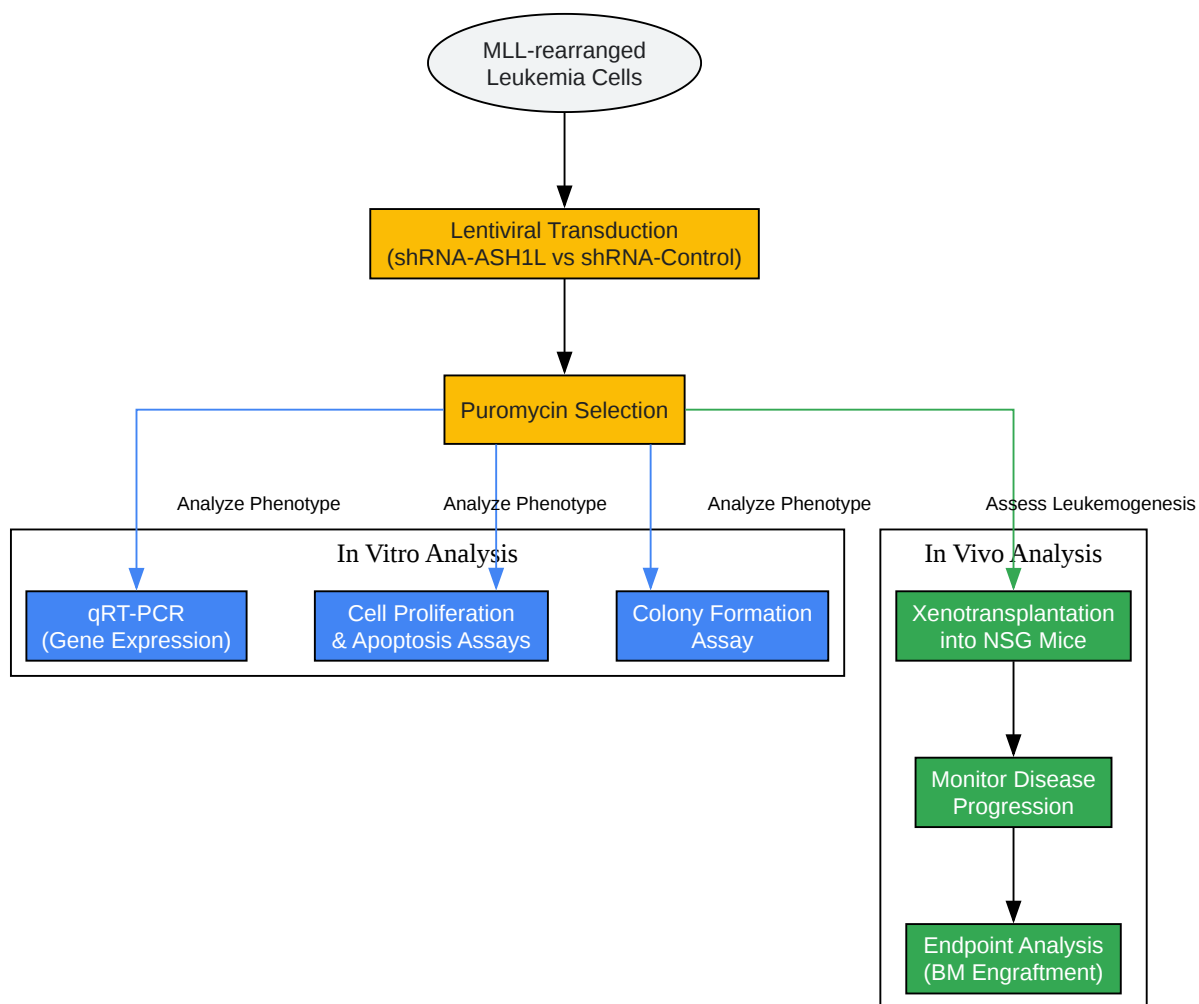 MLL-rearranged
Leukemia Cells
Lentiviral Transduction
(shRNA-ASH1L vs shRNA-Control)
Puromycin Selection
Analyze Phenotype
Analyze Phenotype
Analyze Phenotype
Assess Leukemogenesis
In Vitro Analysis
qRT-PCR
(Gene Expression)
Cell Proliferation
& Apoptosis Assays
Colony Formation
Assay
In Vivo Analysis
Xenotransplantation
into NSG Mice
Monitor Disease
Progression
Endpoint Analysis
(BM Engraftment)